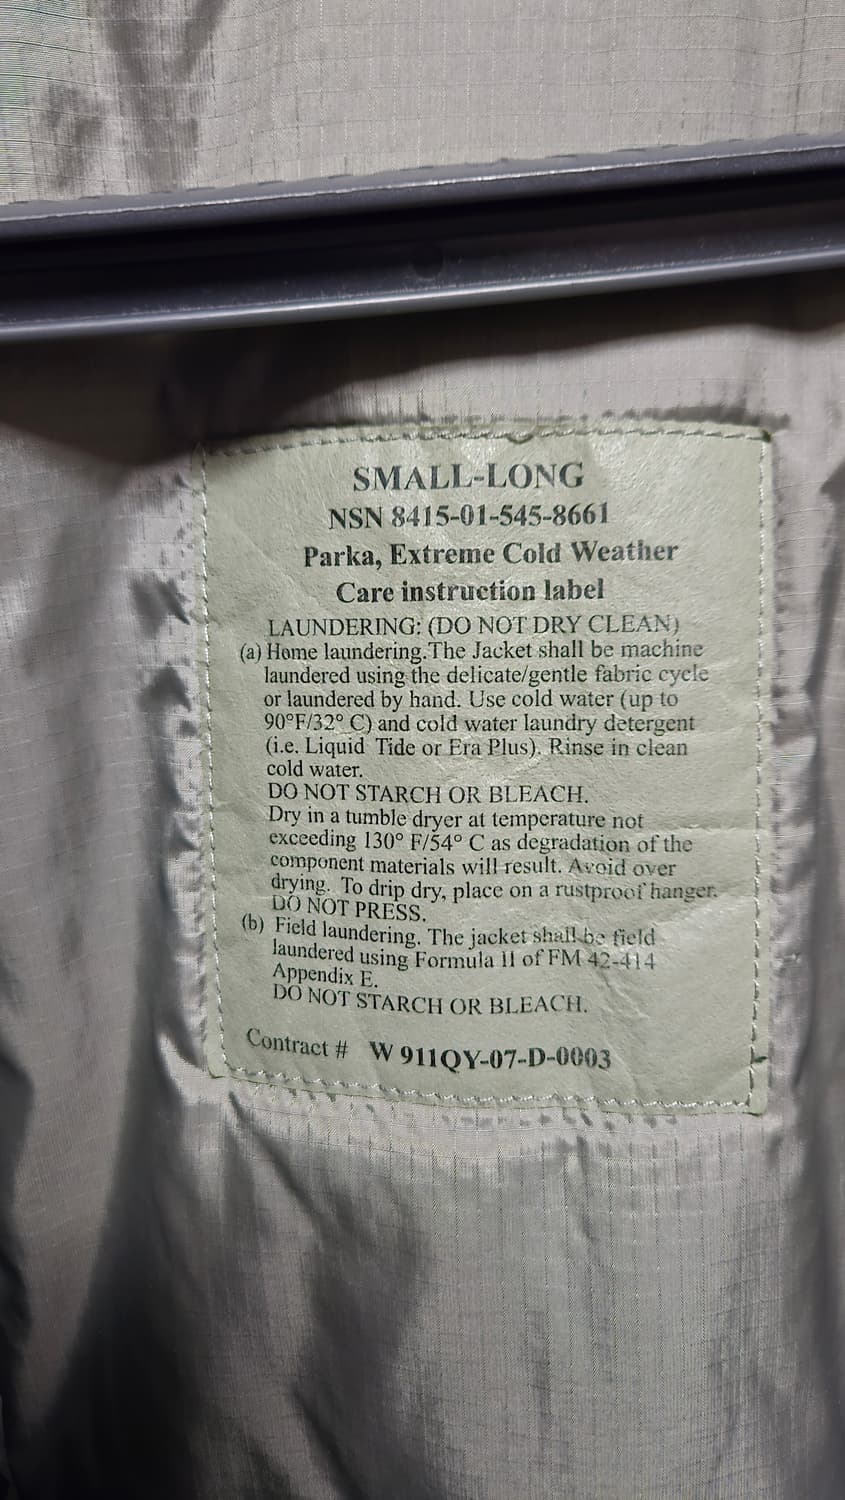 SMALL-LONG
NSN 8415-01-545-8661
Parka, Extreme Cold Weather
Care instruction label
LAUNDERING: (DO NOT DRY CLEAN)
(a) Home laundering.The Jacket shall be machine
laundered using the delicate/gentle fabric cycle
or laundered by hand. Use cold water (up to
90°F/32° C) and cold water laundry detergent
(i.e. Liquid Tide or Era Plus). Rinse in clean
cold water.
DO NOT STARCH OR BLEACH.
Dry in a tumble dryer at temperature not
exceeding 130° F/54° C as degradation of the
component materials will result. Avoid over
drying. To drip dry, place on a rustproof hanger.
DO NOT PRESS.
(b) Field laundering. The jacket shall be field
laundered using Formula 11 of FM 42-414
Appendix E.
DO NOT STARCH OR BLEACH.
Contract # W 911QY-07-D-0003